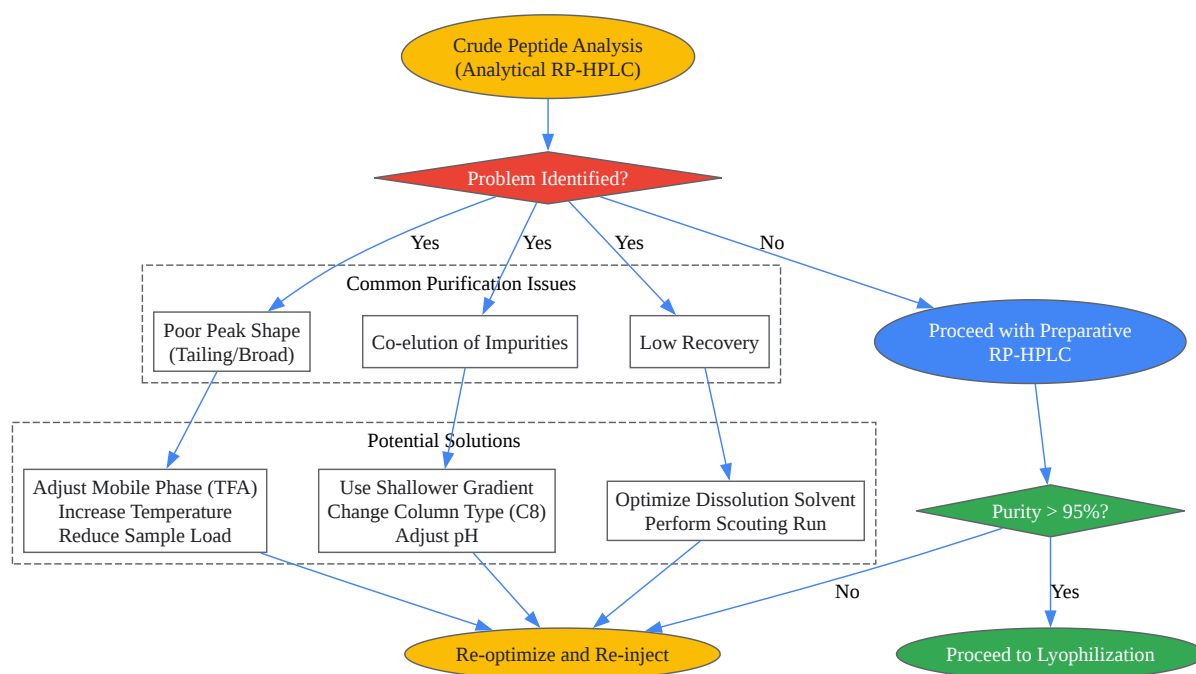 Crude Peptide Analysis
(Analytical RP-HPLC)
Problem Identified?
Yes
Yes
Yes
No
Common Purification Issues
Poor Peak Shape
(Tailing/Broad)
Co-elution of Impurities
Low Recovery
Proceed with Preparative
RP-HPLC
Potential Solutions
Adjust Mobile Phase (TFA)
Increase Temperature
Reduce Sample Load
Use Shallower Gradient
Change Column Type (C8)
Adjust pH
Optimize Dissolution Solvent
Perform Scouting Run
Purity > 95%?
No
Yes
Re-optimize and Re-inject
Proceed to Lyophilization